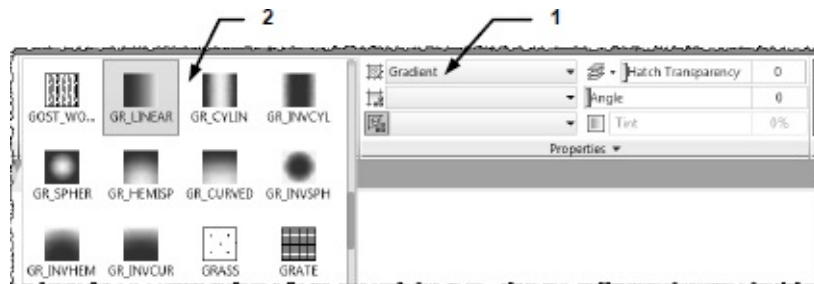 2 1
GOST_WO... GR_LINEAR GR_CYLIN GR_INVCYL
GR_SPHER GR_HEMISP GR_CURVED GR_INVSPH
GR_INVHEM GR_INVCUR GRASS GRATE
Gradient Hatch Transparency 0
Angle 0
Tint 0%
Properties